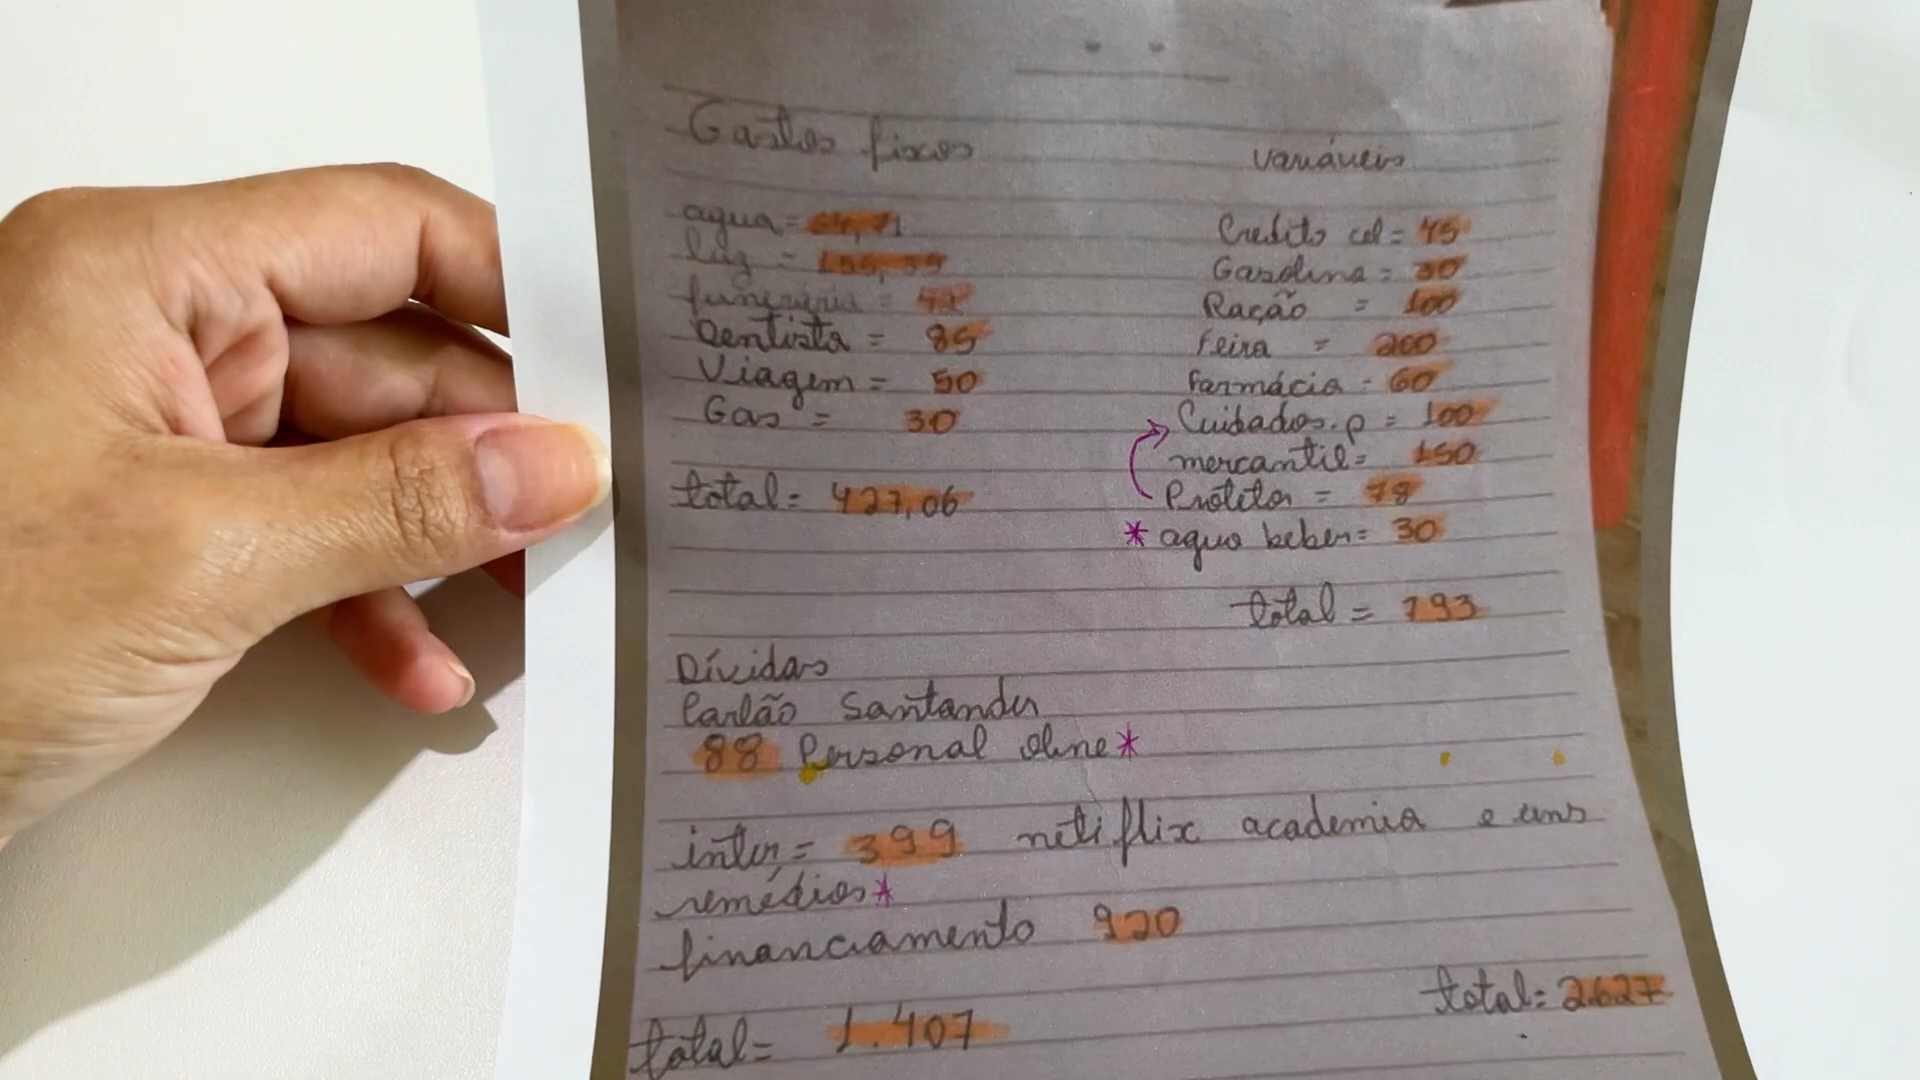 Gastos fixos
agua =
luz =
funerária = 42
Dentista = 85
Viagem = 50
Gas = 30
total = 427,06
variáveis
Credito cel = 45
Gasolina = 30
Ração = 100
Feira = 200
Farmácia = 60
Cuidados.p = 100
mercantil = 150
Protetor = 78
* agua beber = 30
total = 793
Dívidas
Cartão Santander
88 Personal oline *
inter = 399 netiflix academia e uns
remédios *
financiamento 920
total = 1.407
total = 2.627